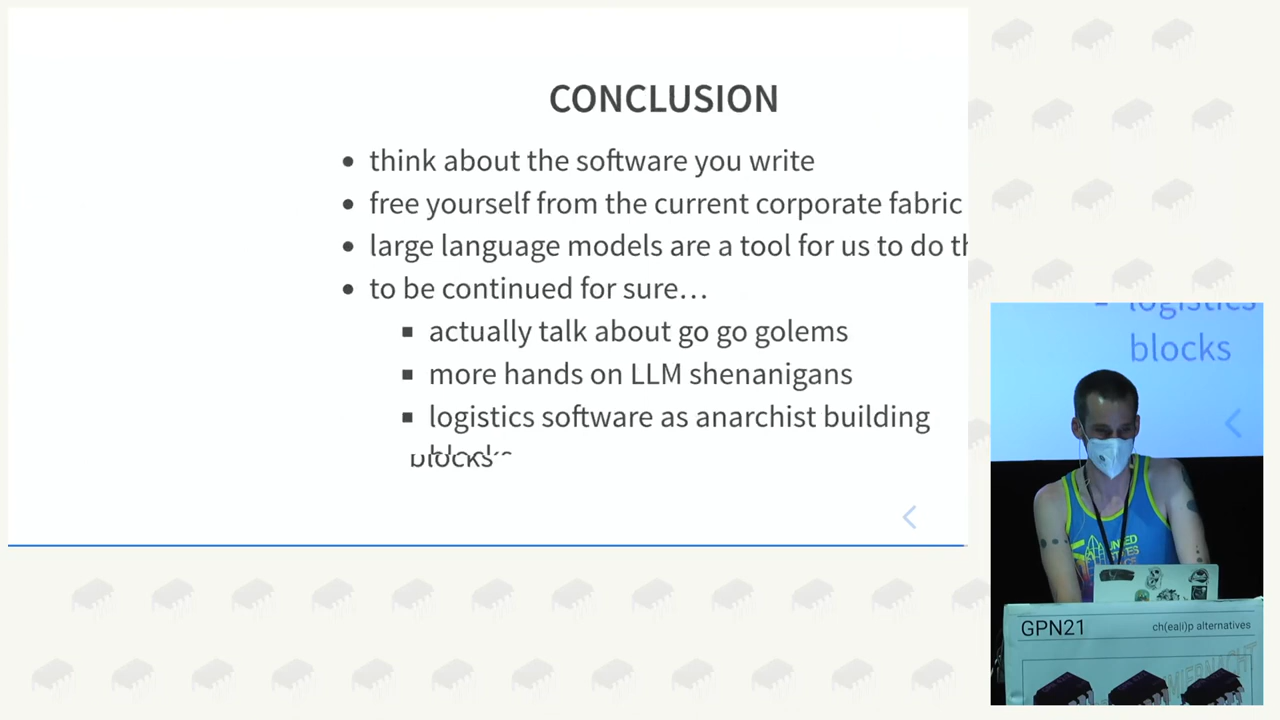 CONCLUSION
think about the software you write
free yourself from the current corporate fabric
large language models are a tool for us to do
to be continued for sure...
actually talk about go go golems
more hands on LLM shenanigans
logistics software as anarchist building
blocks
logistics
blocks
GPN21
ch(ea|i)p alternatives